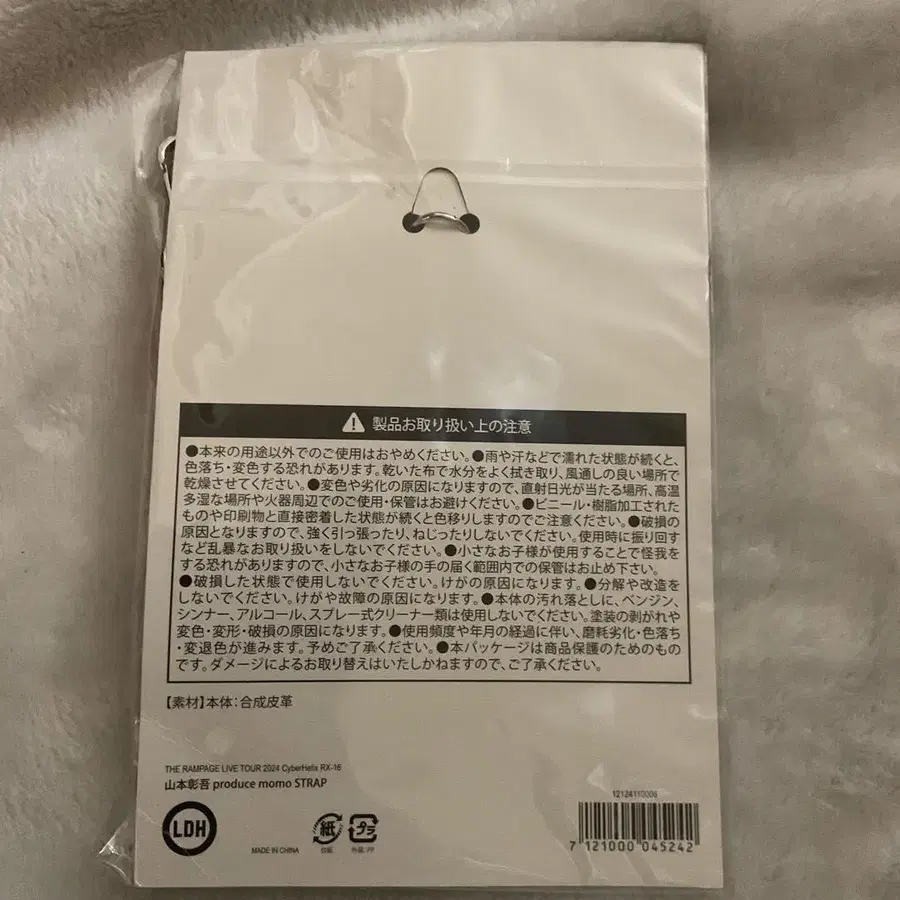 ⚠ 製品お取り扱い上の注意
●本来の用途以外でのご使用はおやめください。●雨や汗などで濡れた状態が続くと、
色落ち・変色する恐れがあります。乾いた布で水分をよく拭き取り、風通しの良い場所で
乾燥させてください。●変色や劣化の原因になりますので、直射日光が当たる場所、高温
多湿な場所や火器周辺でのご使用・保管はお避けください。●ビニール・樹脂加工された
ものや印刷物と直接密着した状態が続くと色移りしますのでご注意ください。●破損の
原因となりますので、強く引っ張ったり、ねじったりしないでください。使用時に振り回す
など乱暴なお取り扱いをしないでください。●小さなお子様が使用することで怪我を
する恐れがありますので、小さなお子様の手の届く範囲内での保管はお止め下さい。
●破損した状態で使用しないでください。けがの原因になります。●分解や改造を
しないでください。けがや故障の原因になります。●本体の汚れ落としに、ベンジン、
シンナー、アルコール、スプレー式クリーナー類は使用しないでください。塗装の剥がれや
変色・変形・破損の原因になります。●使用頻度や年月の経過に伴い、磨耗劣化・色落ち
・変退色が進みます。予めご了承ください。●本パッケージは商品保護のためのもの
です。ダメージによるお取り替えはいたしかねますので、ご了承ください。
【素材】本体：合成皮革
THE RAMPAGE LIVE TOUR 2024 CyberHelix RX-16
山本彰吾 produce momo STRAP
LDH
MADE IN CHINA
紙
台紙
プラ
外袋：PP
12124110006
7 121000 045242